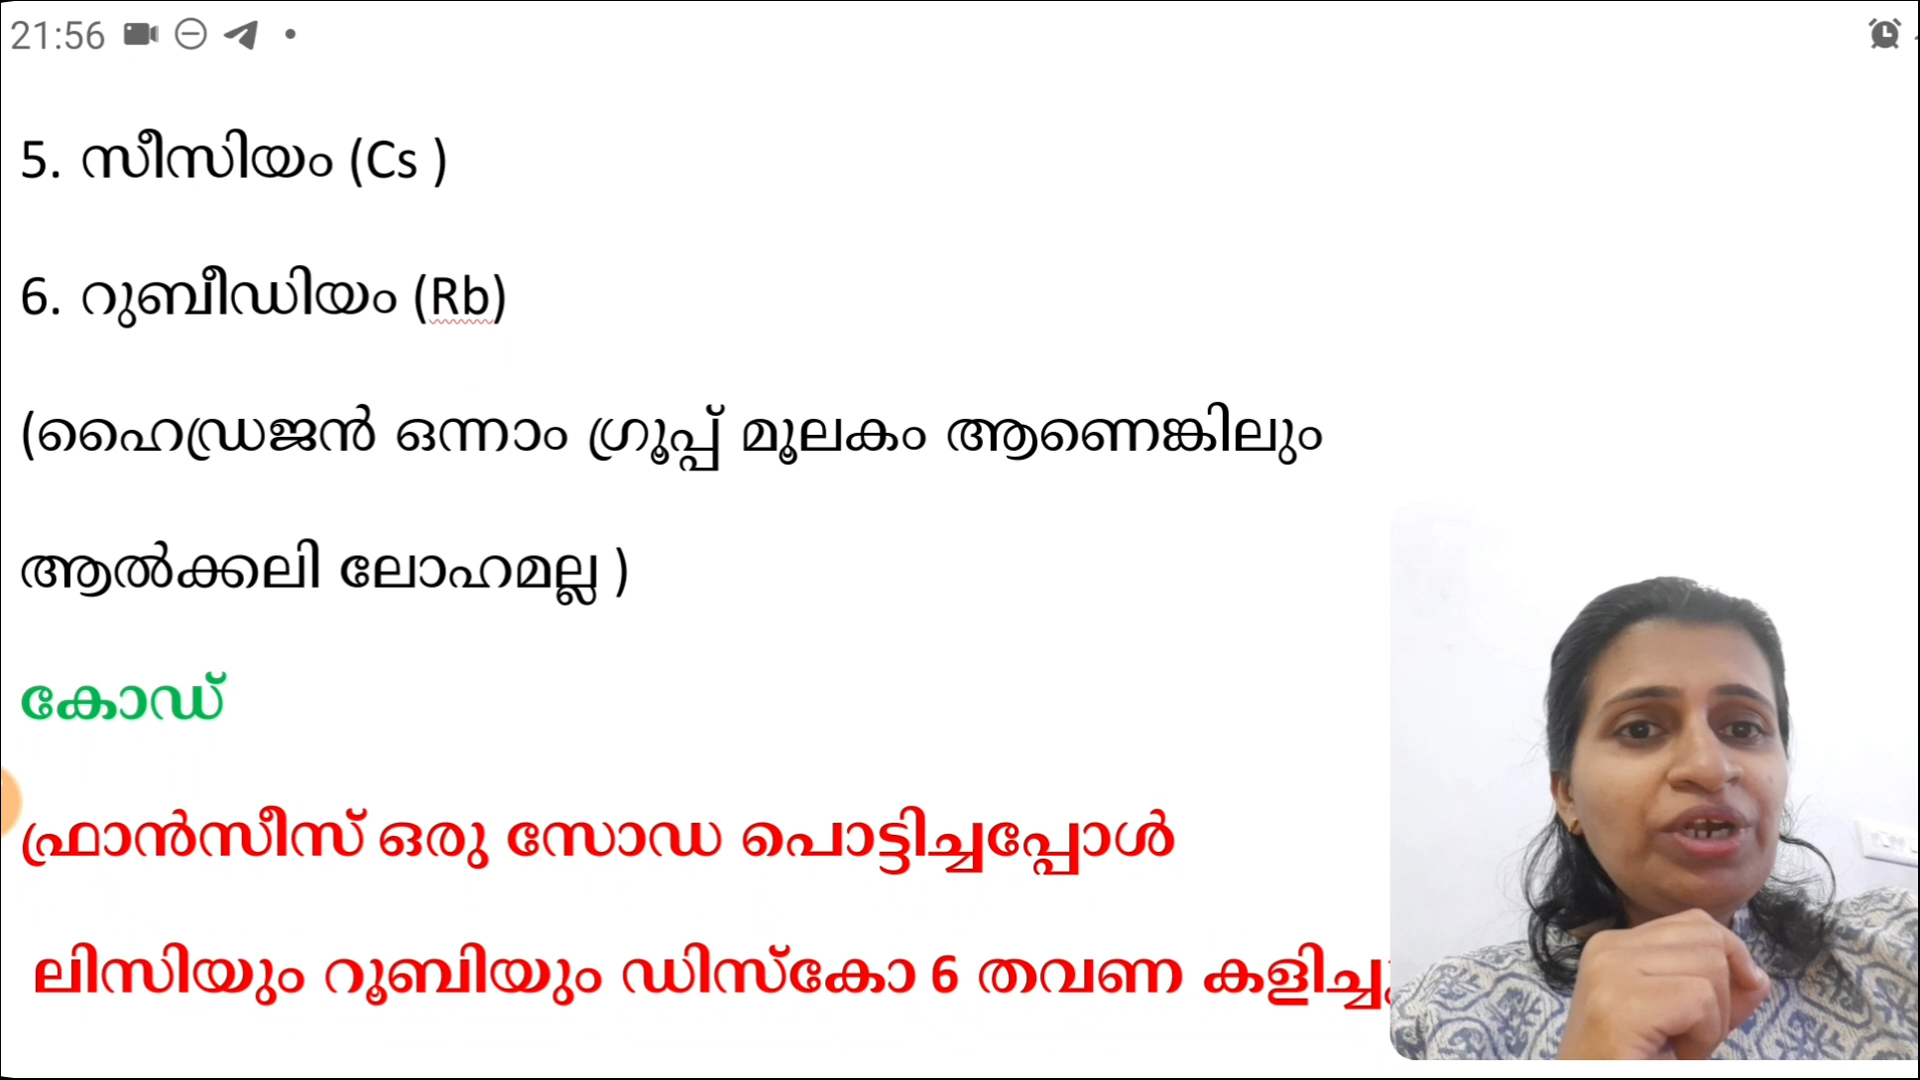 21:56
5. സീസിയം (Cs )
6. റുബീഡിയം (Rb)
(ഹൈഡ്രജൻ ഒന്നാം ഗ്രൂപ്പ് മൂലകം ആണെങ്കിലും
ആൽക്കലി ലോഹമല്ല )
കോഡ്
ഫ്രാൻസീസ് ഒരു സോഡ പൊട്ടിച്ചപ്പോൾ
ലിസിയും റൂബിയും ഡിസ്കോ 6 തവണ കളിച്ചു